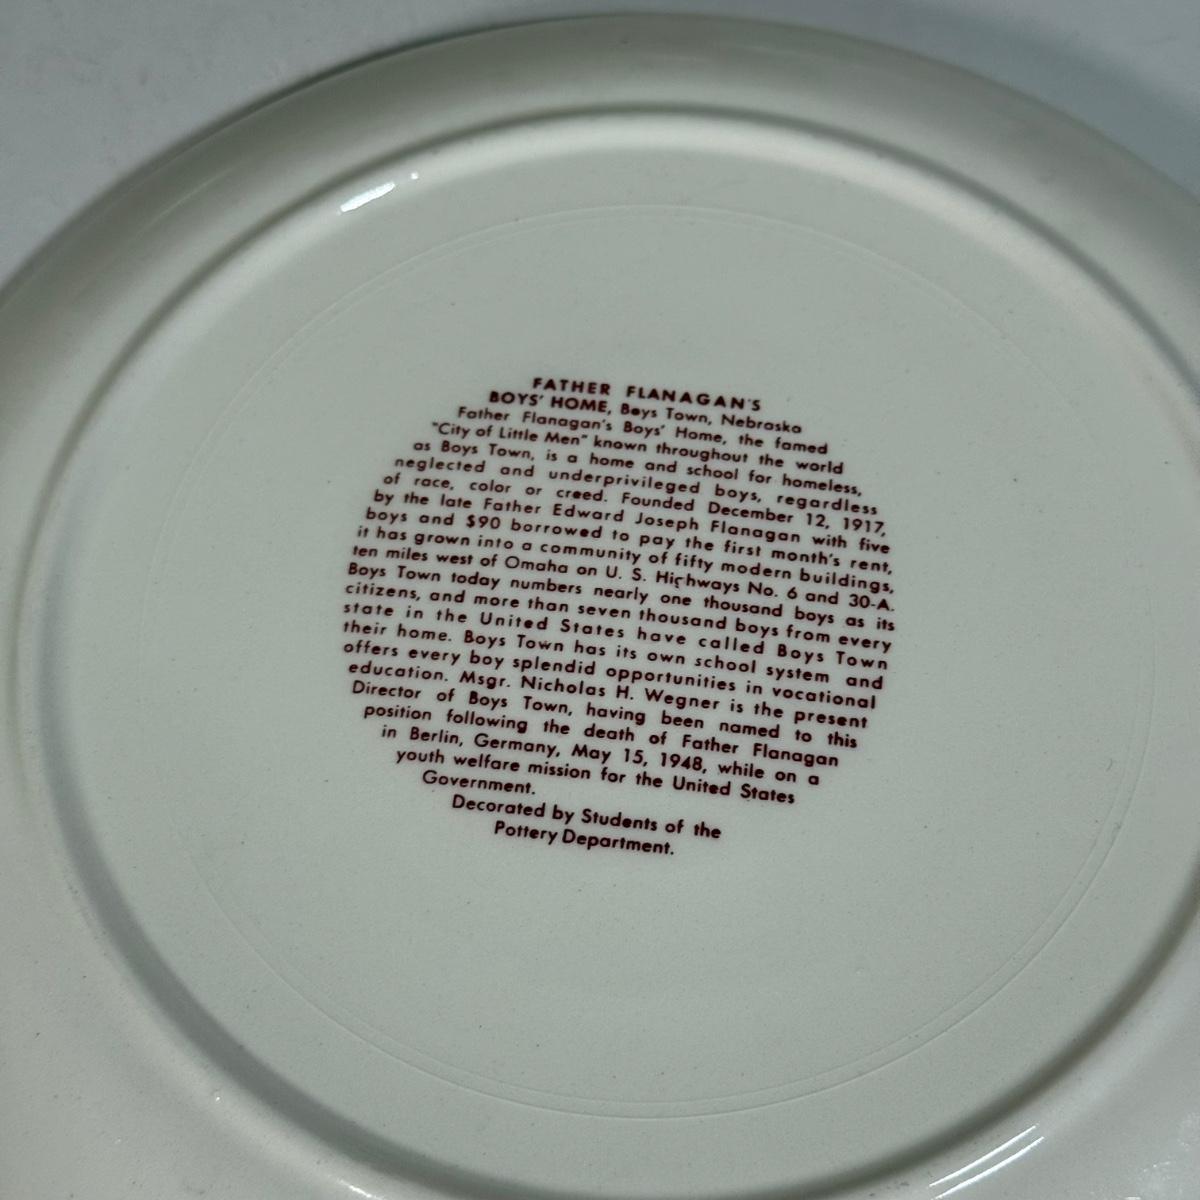 FATHER FLANAGAN'S
BOYS' HOME, Boys Town, Nebraska
Father Flanagan's Boys' Home, the famed
"City of Little Men" known throughout the world
as Boys Town, is a home and school for homeless,
neglected and underprivileged boys, regardless
of race, color or creed. Founded December 12, 1917,
by the late Father Edward Joseph Flanagan with five
boys and $90 borrowed to pay the first month's rent,
it has grown into a community of fifty modern buildings,
ten miles west of Omaha on U. S. Highways No. 6 and 30-A.
Boys Town today numbers nearly one thousand boys as its
citizens, and more than seven thousand boys from every
state in the United States have called Boys Town
their home. Boys Town has its own school system and
offers every boy splendid opportunities in vocational
education. Msgr. Nicholas H. Wegner is the present
Director of Boys Town, having been named to this
position following the death of Father Flanagan
in Berlin, Germany, May 15, 1948, while on a
youth welfare mission for the United States
Government.
Decorated by Students of the
Pottery Department.